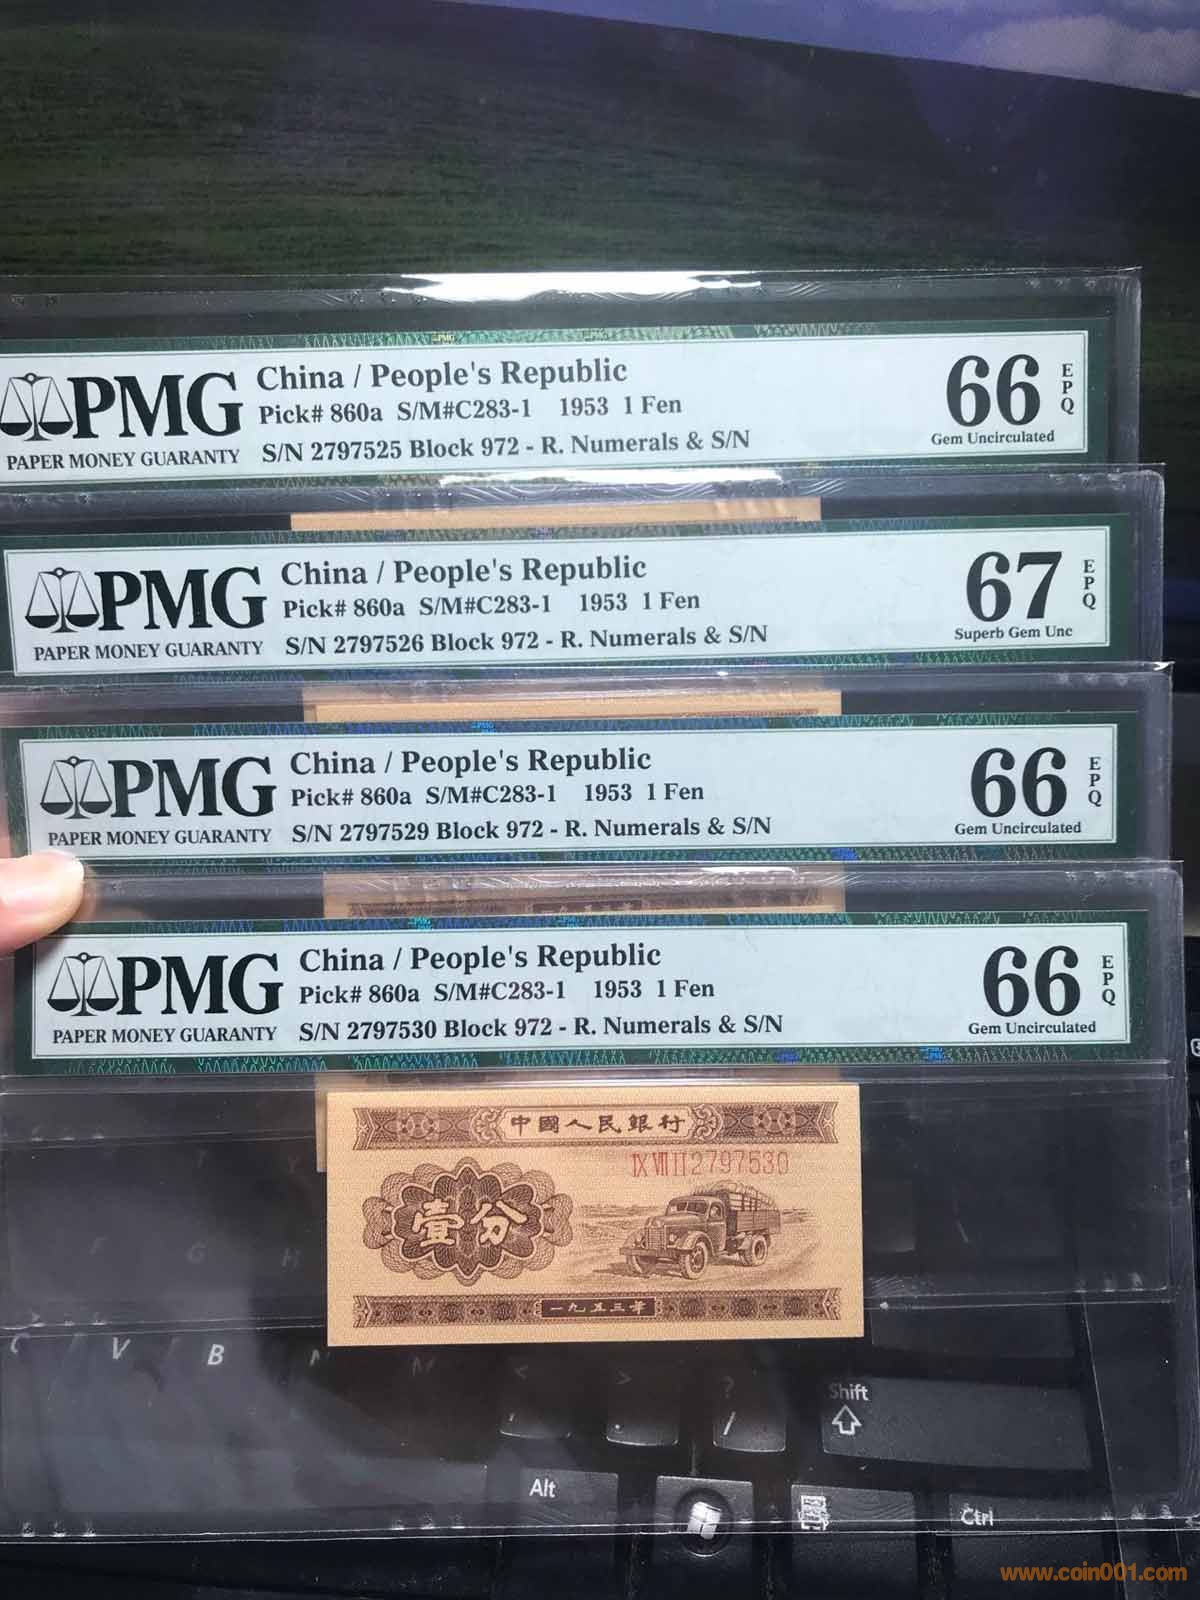 PMG
PAPER MONEY GUARANTY
China / People's Republic
Pick# 860a S/M#C283-1 1953 1 Fen
S/N 2797525 Block 972 - R. Numerals & S/N
66
EPQ
Gem Uncirculated
PMG
PAPER MONEY GUARANTY
China / People's Republic
Pick# 860a S/M#C283-1 1953 1 Fen
S/N 2797526 Block 972 - R. Numerals & S/N
67
EPQ
Superb Gem Unc
PMG
PMG
PAPER MONEY GUARANTY
China / People's Republic
Pick# 860a S/M#C283-1 1953 1 Fen
S/N 2797529 Block 972 - R. Numerals & S/N
66
EPQ
Gem Uncirculated
PMG
PAPER MONEY GUARANTY
China / People's Republic
Pick# 860a S/M#C283-1 1953 1 Fen
S/N 2797530 Block 972 - R. Numerals & S/N
66
EPQ
Gem Uncirculated
中國人民銀行
IX VII II 2797530
壹分
一九五三年
F G H
C V B N M < > ?
, . /
Shift
Alt
Ctrl
www.coin001.com